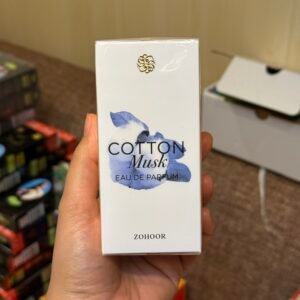 COTTON
Musk
EAU DE PARFUM
ZOHOOR